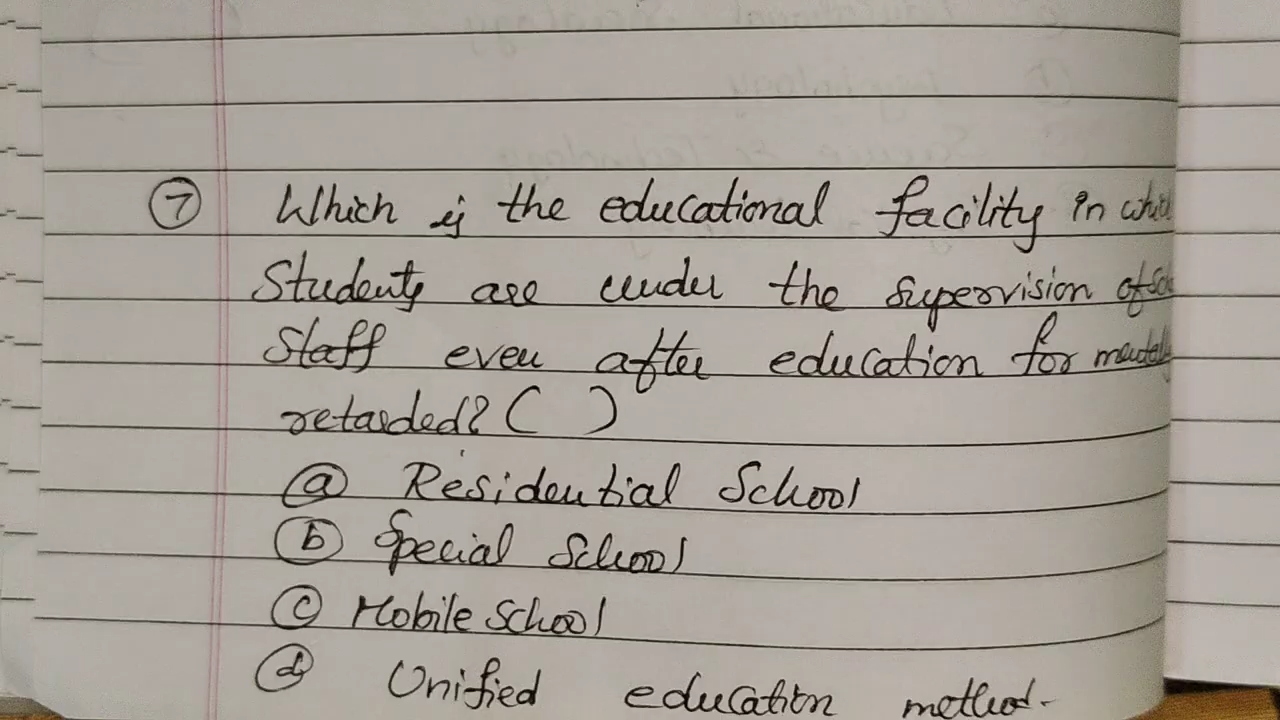 ⑦ Which is the educational facility in
Students are under the supervision
Staff even after education for
retarded? ( )
ⓐ Residential School
ⓑ Special School
ⓒ Mobile School
ⓓ Unified education method.